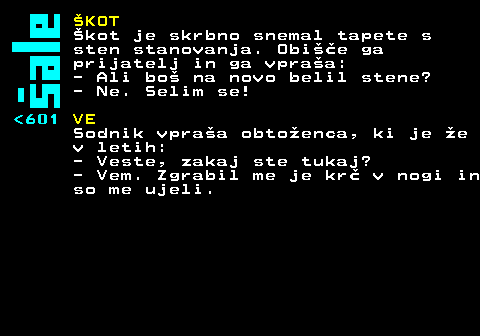 Šale
ŠKOT
Škot je skrbno snemal tapete s
sten stanovanja. Obišče ga
prijatelj in ga vpraša:
- Ali boš na novo belil stene?
- Ne. Selim se!
<601 VE
Sodnik vpraša obtoženca, ki je že
v letih:
- Veste, zakaj ste tukaj?
- Vem. Zgrabil me je krč v nogi in
so me ujeli.